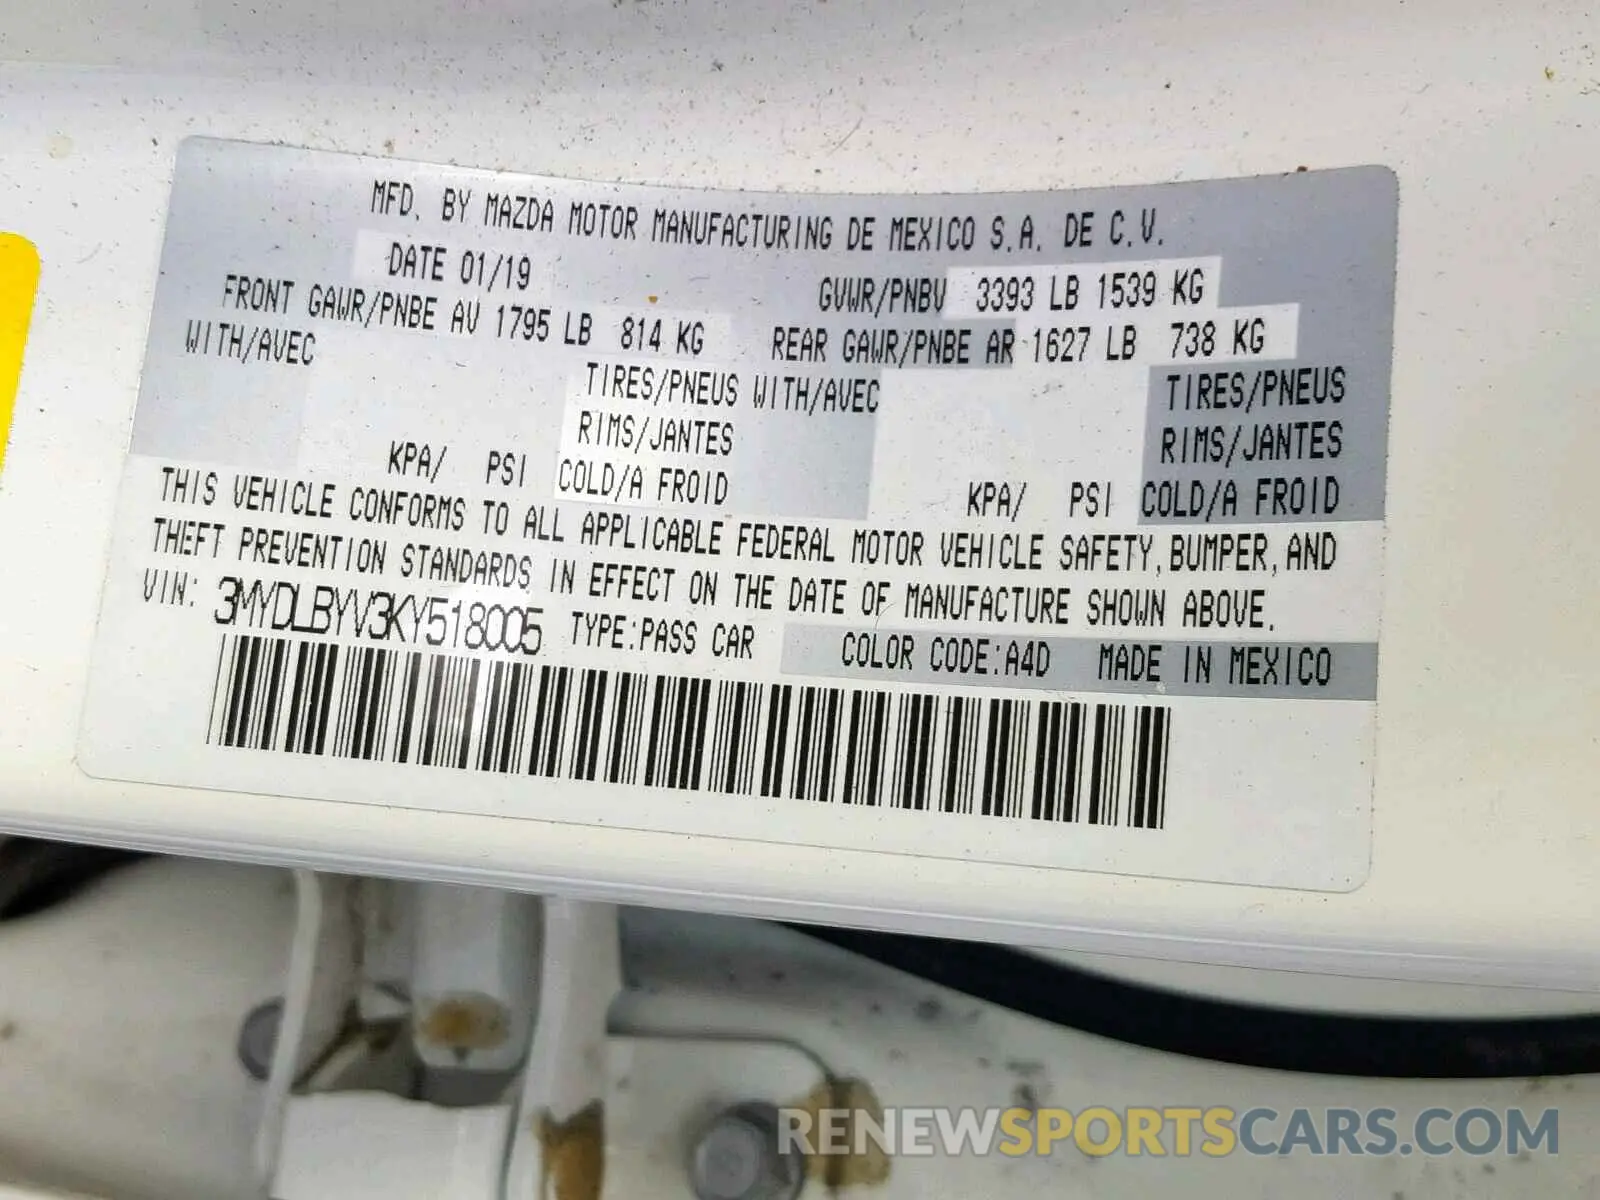 MFD. BY MAZDA MOTOR MANUFACTURING DE MEXICO S.A. DE C.V.
DATE 01/19 GVWR/PNBV 3393 LB 1539 KG
FRONT GAWR/PNBE AV 1795 LB 814 KG REAR GAWR/PNBE AR 1627 LB 738 KG
WITH/AVEC TIRES/PNEUS WITH/AVEC TIRES/PNEUS
RIMS/JANTES RIMS/JANTES
KPA/ PSI COLD/A FROID KPA/ PSI COLD/A FROID
THIS VEHICLE CONFORMS TO ALL APPLICABLE FEDERAL MOTOR VEHICLE SAFETY, BUMPER, AND
THEFT PREVENTION STANDARDS IN EFFECT ON THE DATE OF MANUFACTURE SHOWN ABOVE.
VIN: 3MYDLBYV3KY518005 TYPE:PASS CAR COLOR CODE:A4D MADE IN MEXICO
RENEWSPORTSCARS.COM